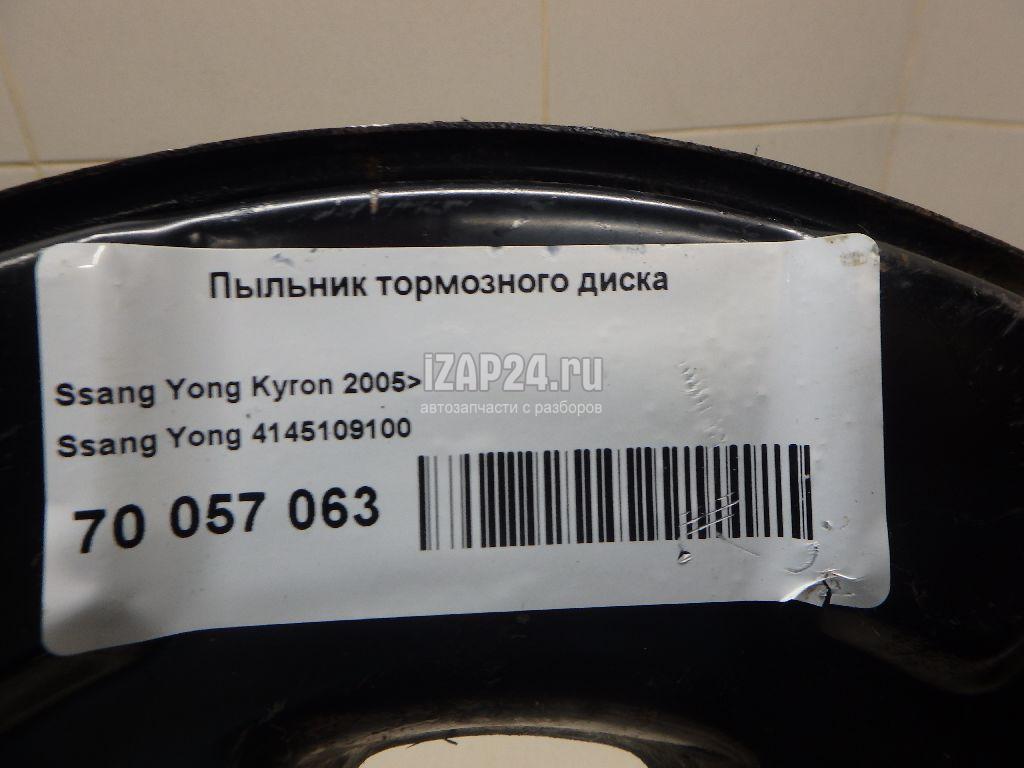 Пыльник тормозного диска
Ssang Yong Kyron 2005>
iZAP24.ru
автозапчасти с разборов
Ssang Yong 4145109100
70 057 063